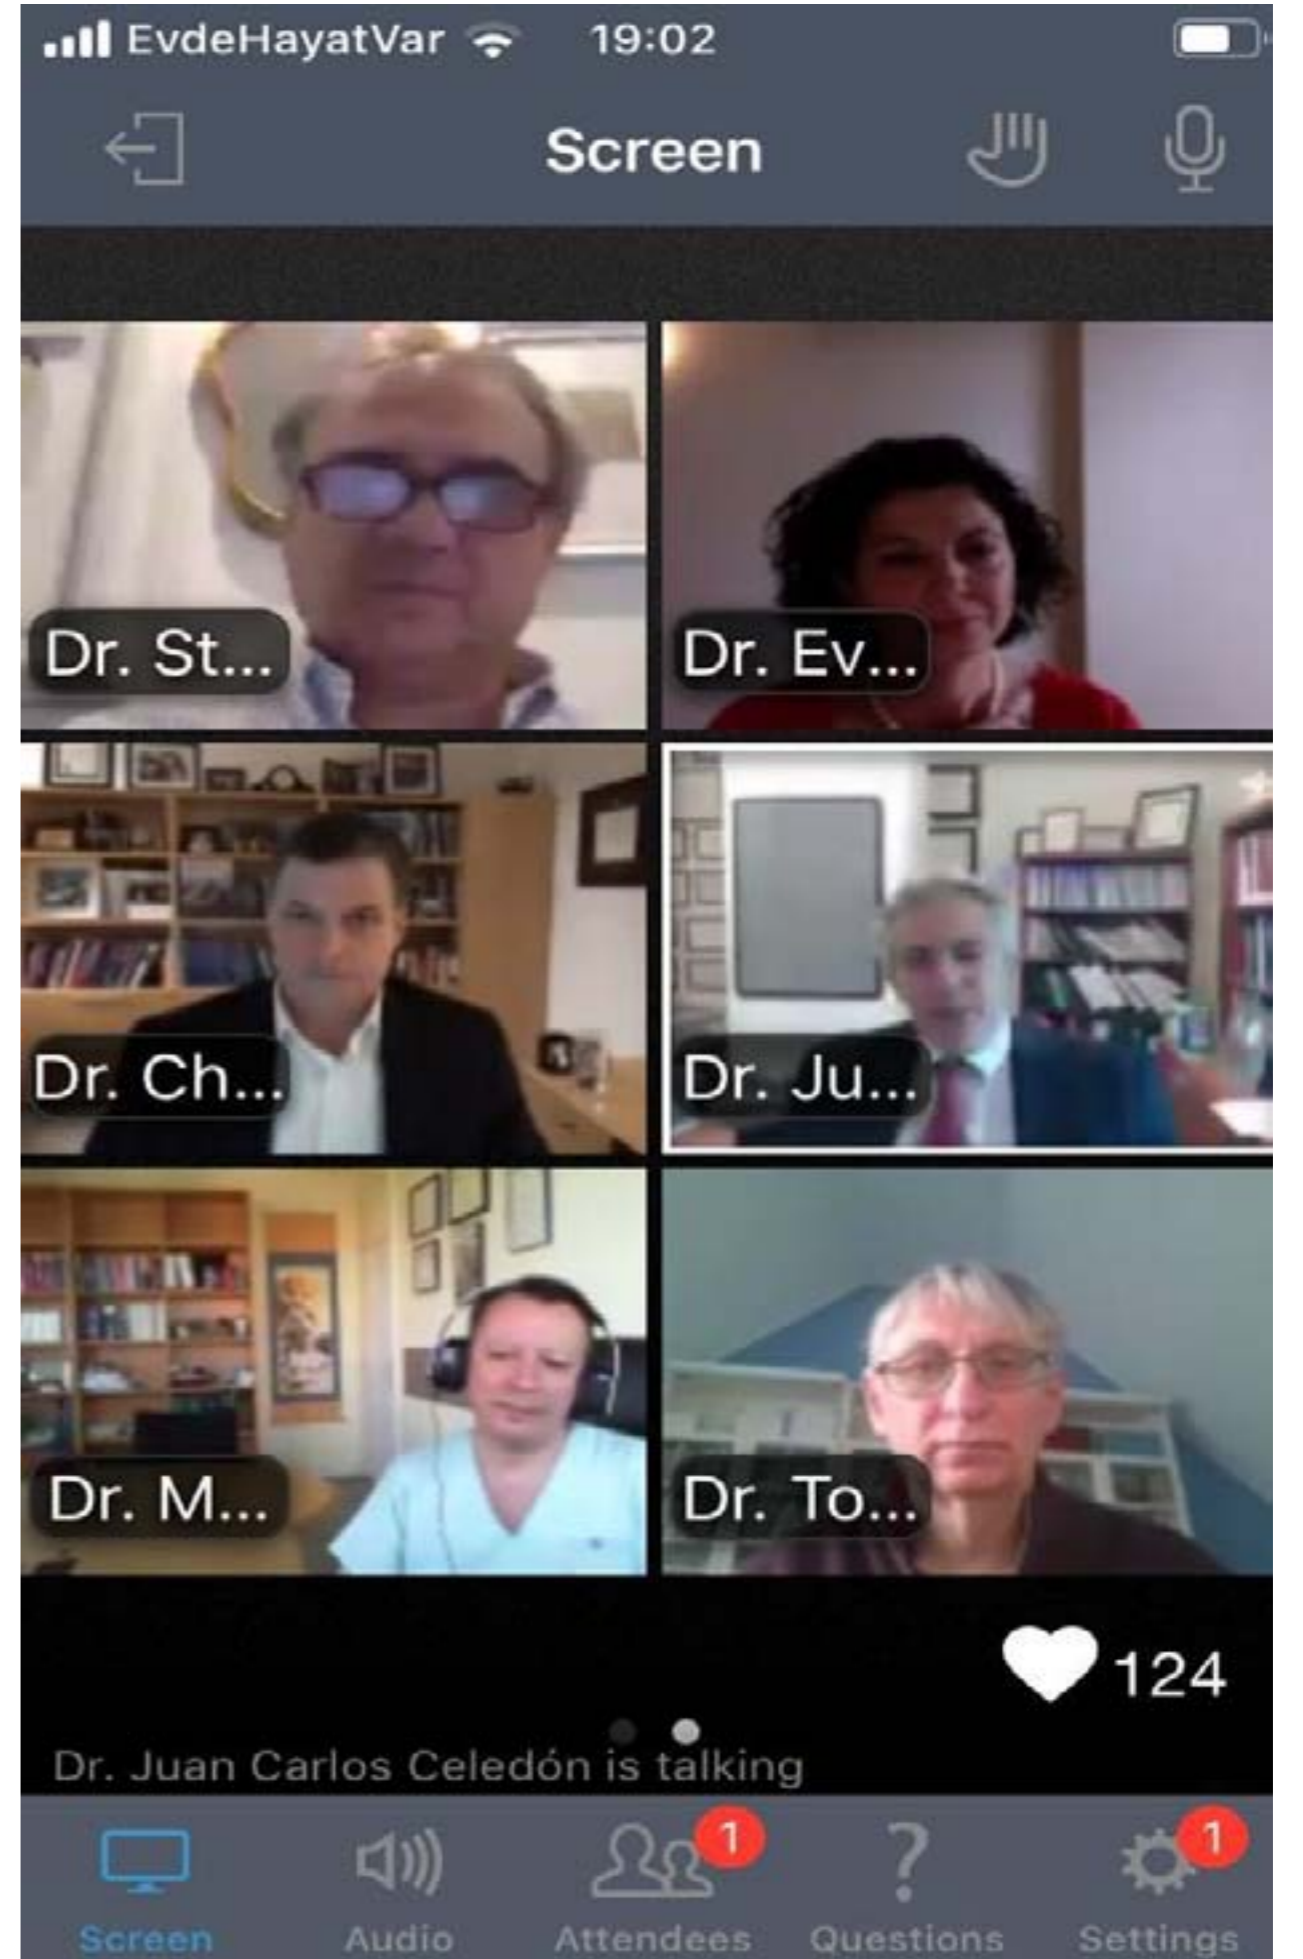 EvdeHayatVar 19:02
Screen
Dr. St...
Dr. Ev...
Dr. Ch...
Dr. Ju...
Dr. M...
Dr. To...
124
Dr. Juan Carlos Celedón is talking
1 1
Screen Audio Attendees Questions Settings